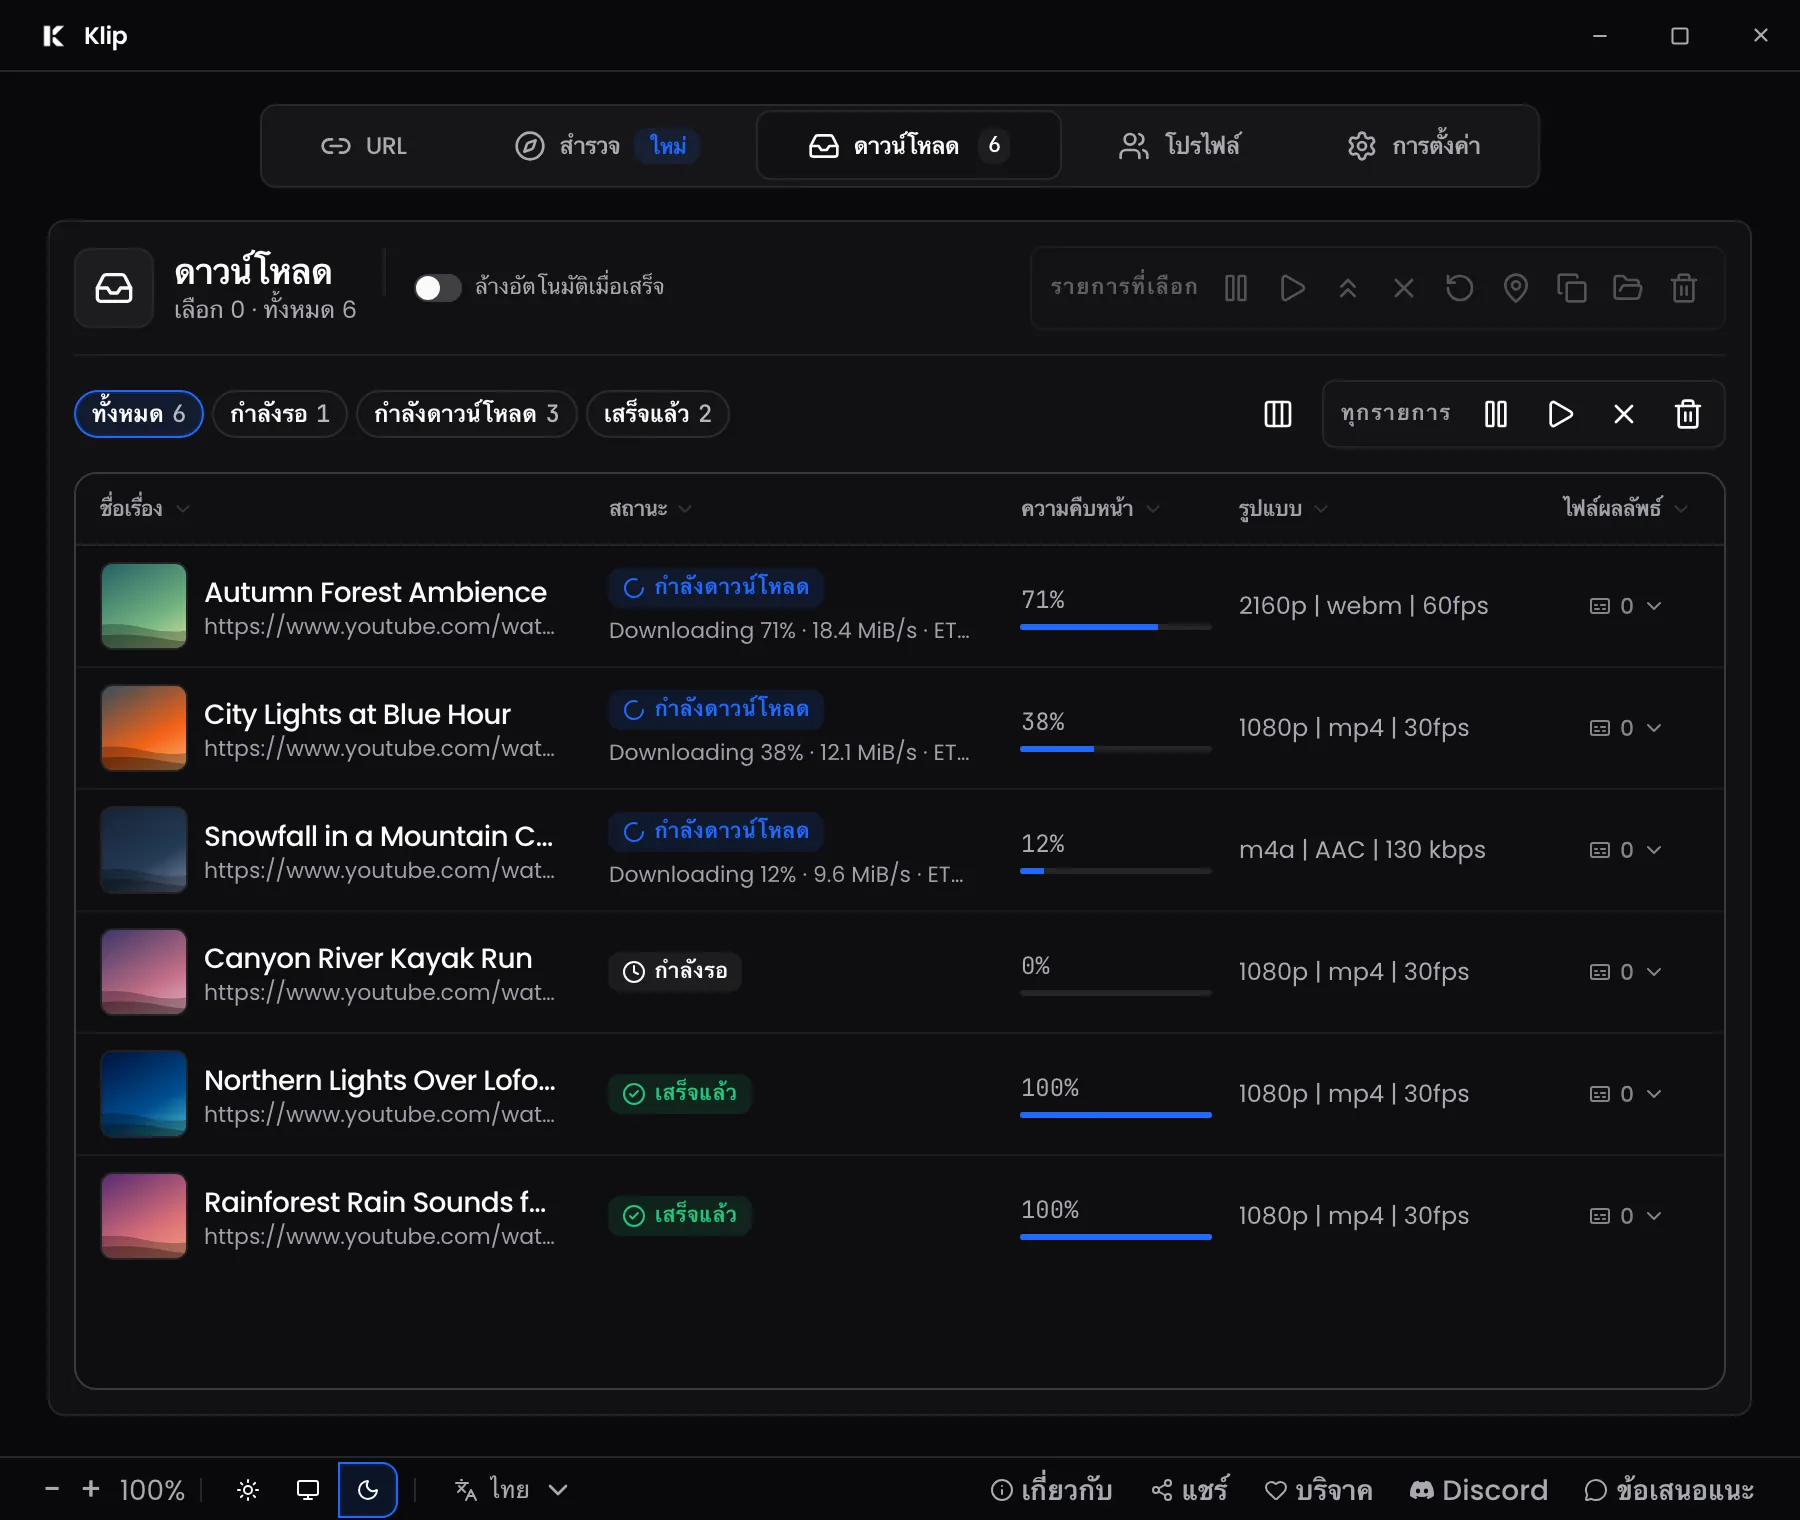 Klip
URL
สำรวจ ใหม่
ดาวน์โหลด 6
โปรไฟล์
การตั้งค่า
ดาวน์โหลด
เลือก 0 · ทั้งหมด 6
ล้างอัตโนมัติเมื่อเสร็จ
รายการที่เลือก
ทั้งหมด 6
กำลังรอ 1
กำลังดาวน์โหลด 3
เสร็จแล้ว 2
ทุกรายการ
ชื่อเรื่อง
สถานะ
ความคืบหน้า
รูปแบบ
ไฟล์ผลลัพธ์
Autumn Forest Ambience
https://www.youtube.com/wat...
กำลังดาวน์โหลด
Downloading 71% · 18.4 MiB/s · ET...
71%
2160p | webm | 60fps
0
City Lights at Blue Hour
https://www.youtube.com/wat...
กำลังดาวน์โหลด
Downloading 38% · 12.1 MiB/s · ET...
38%
1080p | mp4 | 30fps
0
Snowfall in a Mountain C...
https://www.youtube.com/wat...
กำลังดาวน์โหลด
Downloading 12% · 9.6 MiB/s · ET...
12%
m4a | AAC | 130 kbps
0
Canyon River Kayak Run
https://www.youtube.com/wat...
กำลังรอ
0%
1080p | mp4 | 30fps
0
Northern Lights Over Lofo...
https://www.youtube.com/wat...
เสร็จแล้ว
100%
1080p | mp4 | 30fps
0
Rainforest Rain Sounds f...
https://www.youtube.com/wat...
เสร็จแล้ว
100%
1080p | mp4 | 30fps
0
100%
ไทย
เกี่ยวกับ
แชร์
บริจาค
Discord
ข้อเสนอแนะ